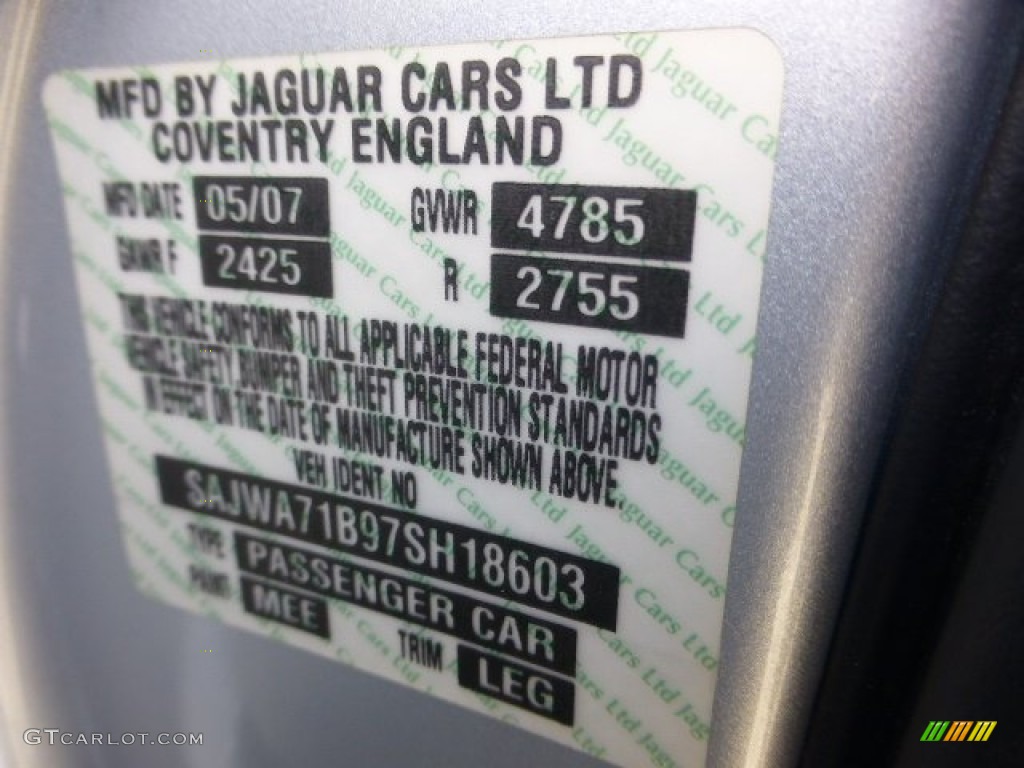 MFD BY JAGUAR CARS LTD
COVENTRY ENGLAND
MFD DATE 05/07 GVWR 4785
GAWR F 2425 R 2755
THIS VEHICLE CONFORMS TO ALL APPLICABLE FEDERAL MOTOR
VEHICLE SAFETY, BUMPER AND THEFT PREVENTION STANDARDS
IN EFFECT ON THE DATE OF MANUFACTURE SHOWN ABOVE.
VEH IDENT NO
SAJWA71B97SH18603
TYPE PASSENGER CAR
PAINT MEE TRIM LEG
GTCARLOT.COM